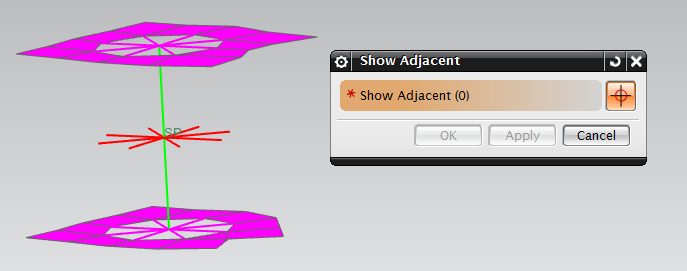 Show Adjacent
* Show Adjacent (0)
SP
OK Apply Cancel